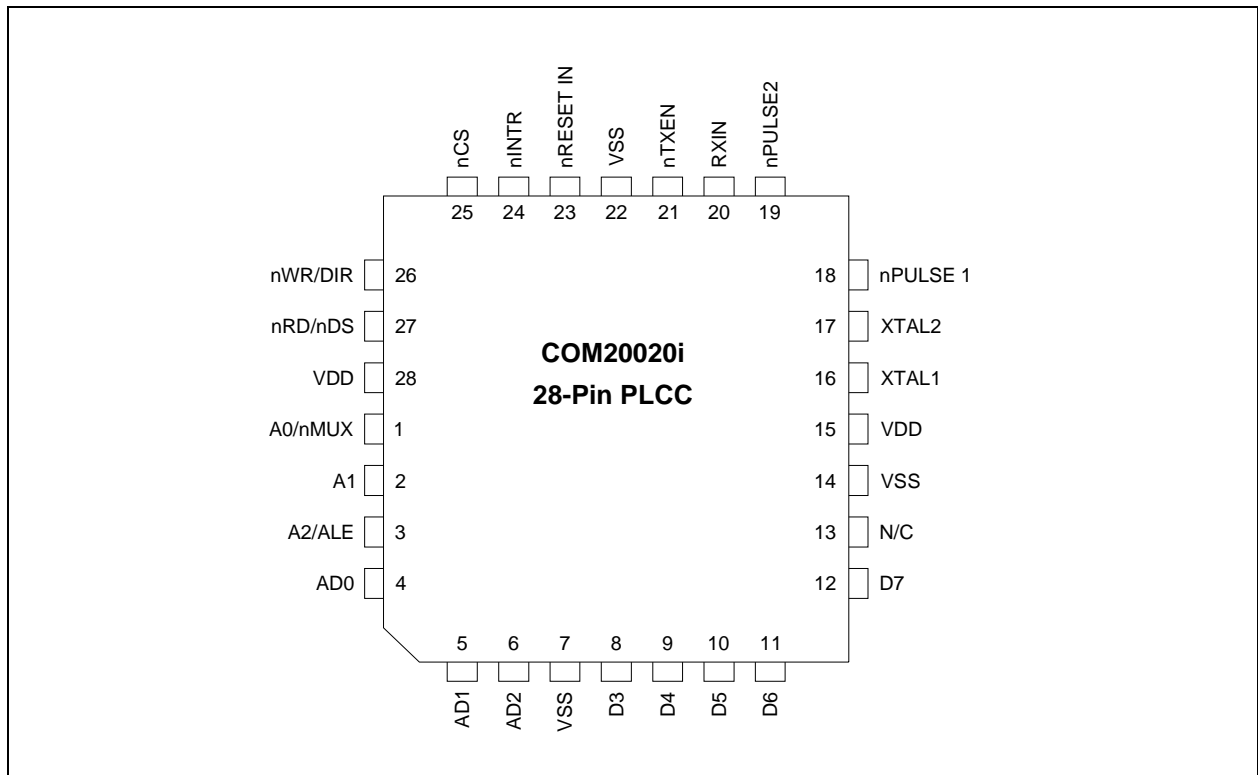 nCS
nINTR
nRESET IN
VSS
nTXEN
RXIN
nPULSE2
25 24 23 22 21 20 19
nWR/DIR 26 18 nPULSE 1
nRD/nDS 27 17 XTAL2
VDD 28 16 XTAL1
A0/nMUX 1 15 VDD
A1 2 14 VSS
A2/ALE 3 13 N/C
AD0 4 12 D7
COM20020i
28-Pin PLCC
5 6 7 8 9 10 11
AD1
AD2
VSS
D3
D4
D5
D6